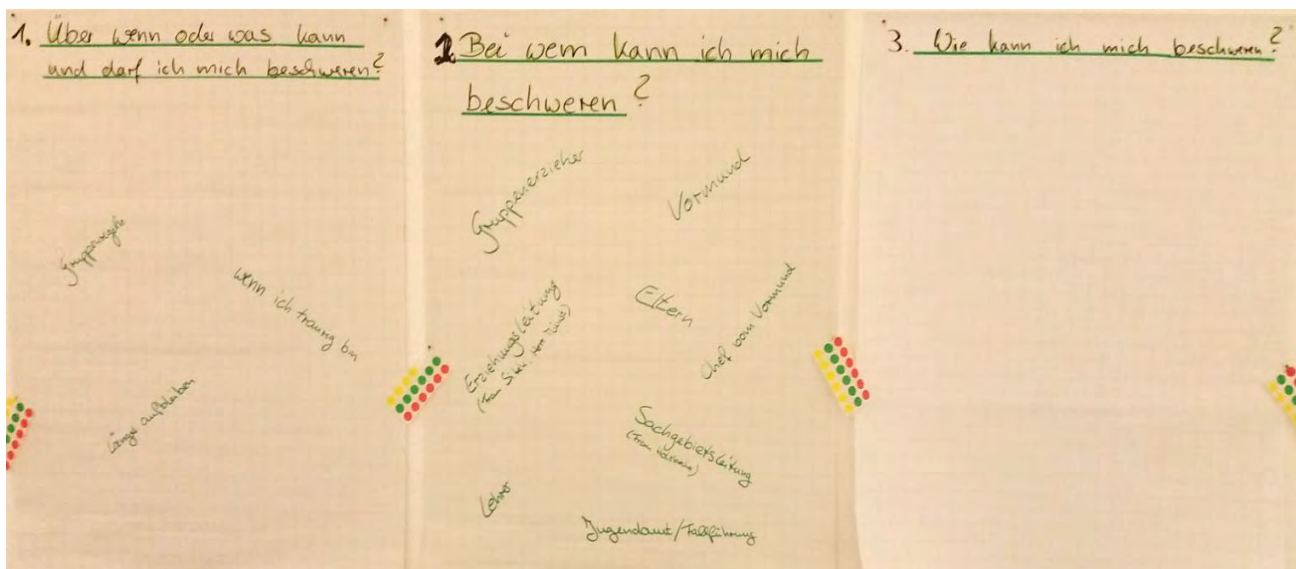 1. Über wenn oder was kann
und darf ich mich beschweren?
Gruppenregeln
wenn ich traurig bin
länger aufbleiben
2. Bei wem kann ich mich
beschweren?
Gruppenerzieher
Vormund
Erziehungsleitung
Eltern
Chef vom Vormund
Sachgebietsleitung
Lehrer
Jugendamt/Fallführung
3. Wie kann ich mich beschweren?